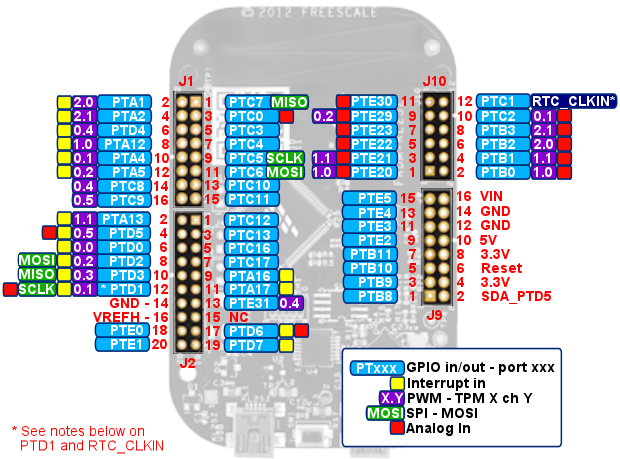 © 2012 FREESCALE
J1
2.0 PTA1 2 1 PTC7 MISO
2.1 PTA2 4 3 PTC0
0.4 PTD4 6 5 PTC3
1.0 PTA12 8 7 PTC4
0.1 PTA4 10 9 PTC5 SCLK
0.2 PTA5 12 11 PTC6 MOSI
0.4 PTC8 14 13 PTC10
0.5 PTC9 16 15 PTC11
J10
PTE30 11 12 PTC1 RTC_CLKIN*
0.2 PTE29 9 10 PTC2 0.1
PTE23 7 8 PTB3 2.1
PTE22 5 6 PTB2 2.0
1.1 PTE21 3 4 PTB1 1.1
1.0 PTE20 1 2 PTB0 1.0
1.1 PTA13 2 1 PTC12
0.5 PTD5 4 3 PTC13
0.0 PTD0 6 5 PTC16
MOSI 0.2 PTD2 8 7 PTC17
MISO 0.3 PTD3 10 9 PTA16
SCLK 0.1 * PTD1 12 11 PTA17
GND - 14 13 PTE31 0.4
VREFH - 16 15 NC
PTE0 18 17 PTD6
PTE1 20 19 PTD7
J2
PTE5 15 16 VIN
PTE4 13 14 GND
PTE3 11 12 GND
PTE2 9 10 5V
PTB11 7 8 3.3V
PTB10 5 6 Reset
PTB9 3 4 3.3V
PTB8 1 2 SDA_PTD5
J9
PTxxx GPIO in/out - port xxx
Interrupt in
X.Y PWM - TPM X ch Y
MOSI SPI - MOSI
Analog In
* See notes below on
PTD1 and RTC_CLKIN